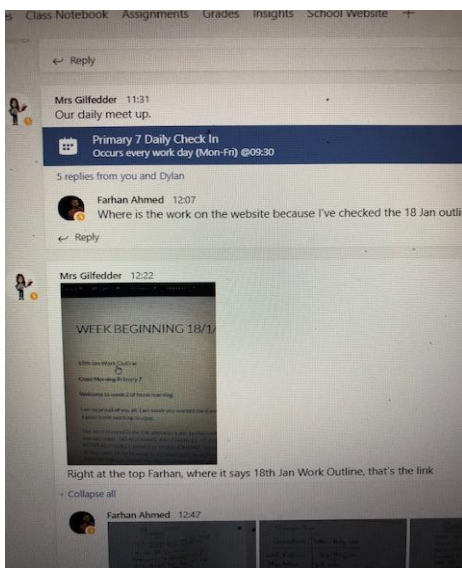 Class Notebook Assignments Grades Insights School Website +
Reply
Mrs Gilfedder 11:31
Our daily meet up.
Primary 7 Daily Check In
Occurs every work day (Mon-Fri) @09:30
5 replies from you and Dylan
Farhan Ahmed 12:07
Where is the work on the website because I've checked the 18 Jan outli
Reply
Mrs Gilfedder 12:22
WEEK BEGINNING 18/1/
18th Jan Work Outline
Good Morning Primary 7
Welcome to week 2 of home learning
Right at the top Farhan, where it says 18th Jan Work Outline, that's the link
Collapse all
Farhan Ahmed 12:47